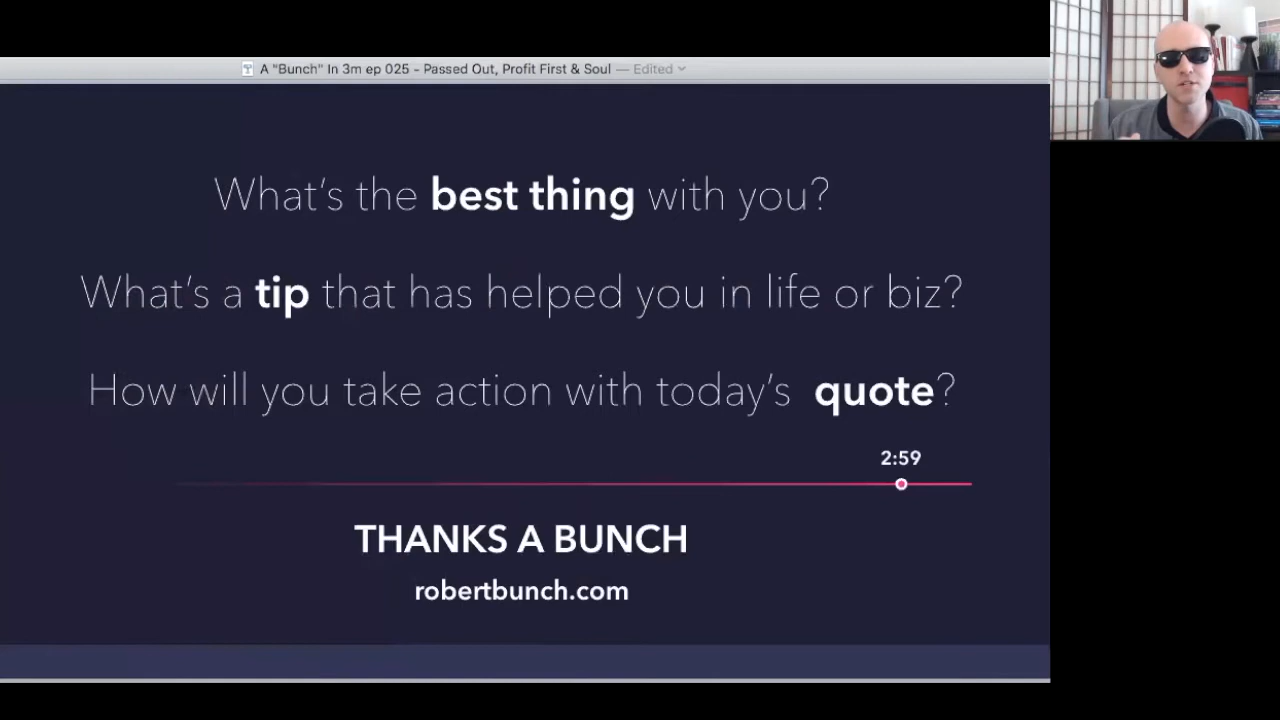 A "Bunch" In 3m ep 025 - Passed Out, Profit First & Soul — Edited
What's the best thing with you?
What's a tip that has helped you in life or biz?
How will you take action with today's quote?
2:59
THANKS A BUNCH
robertbunch.com